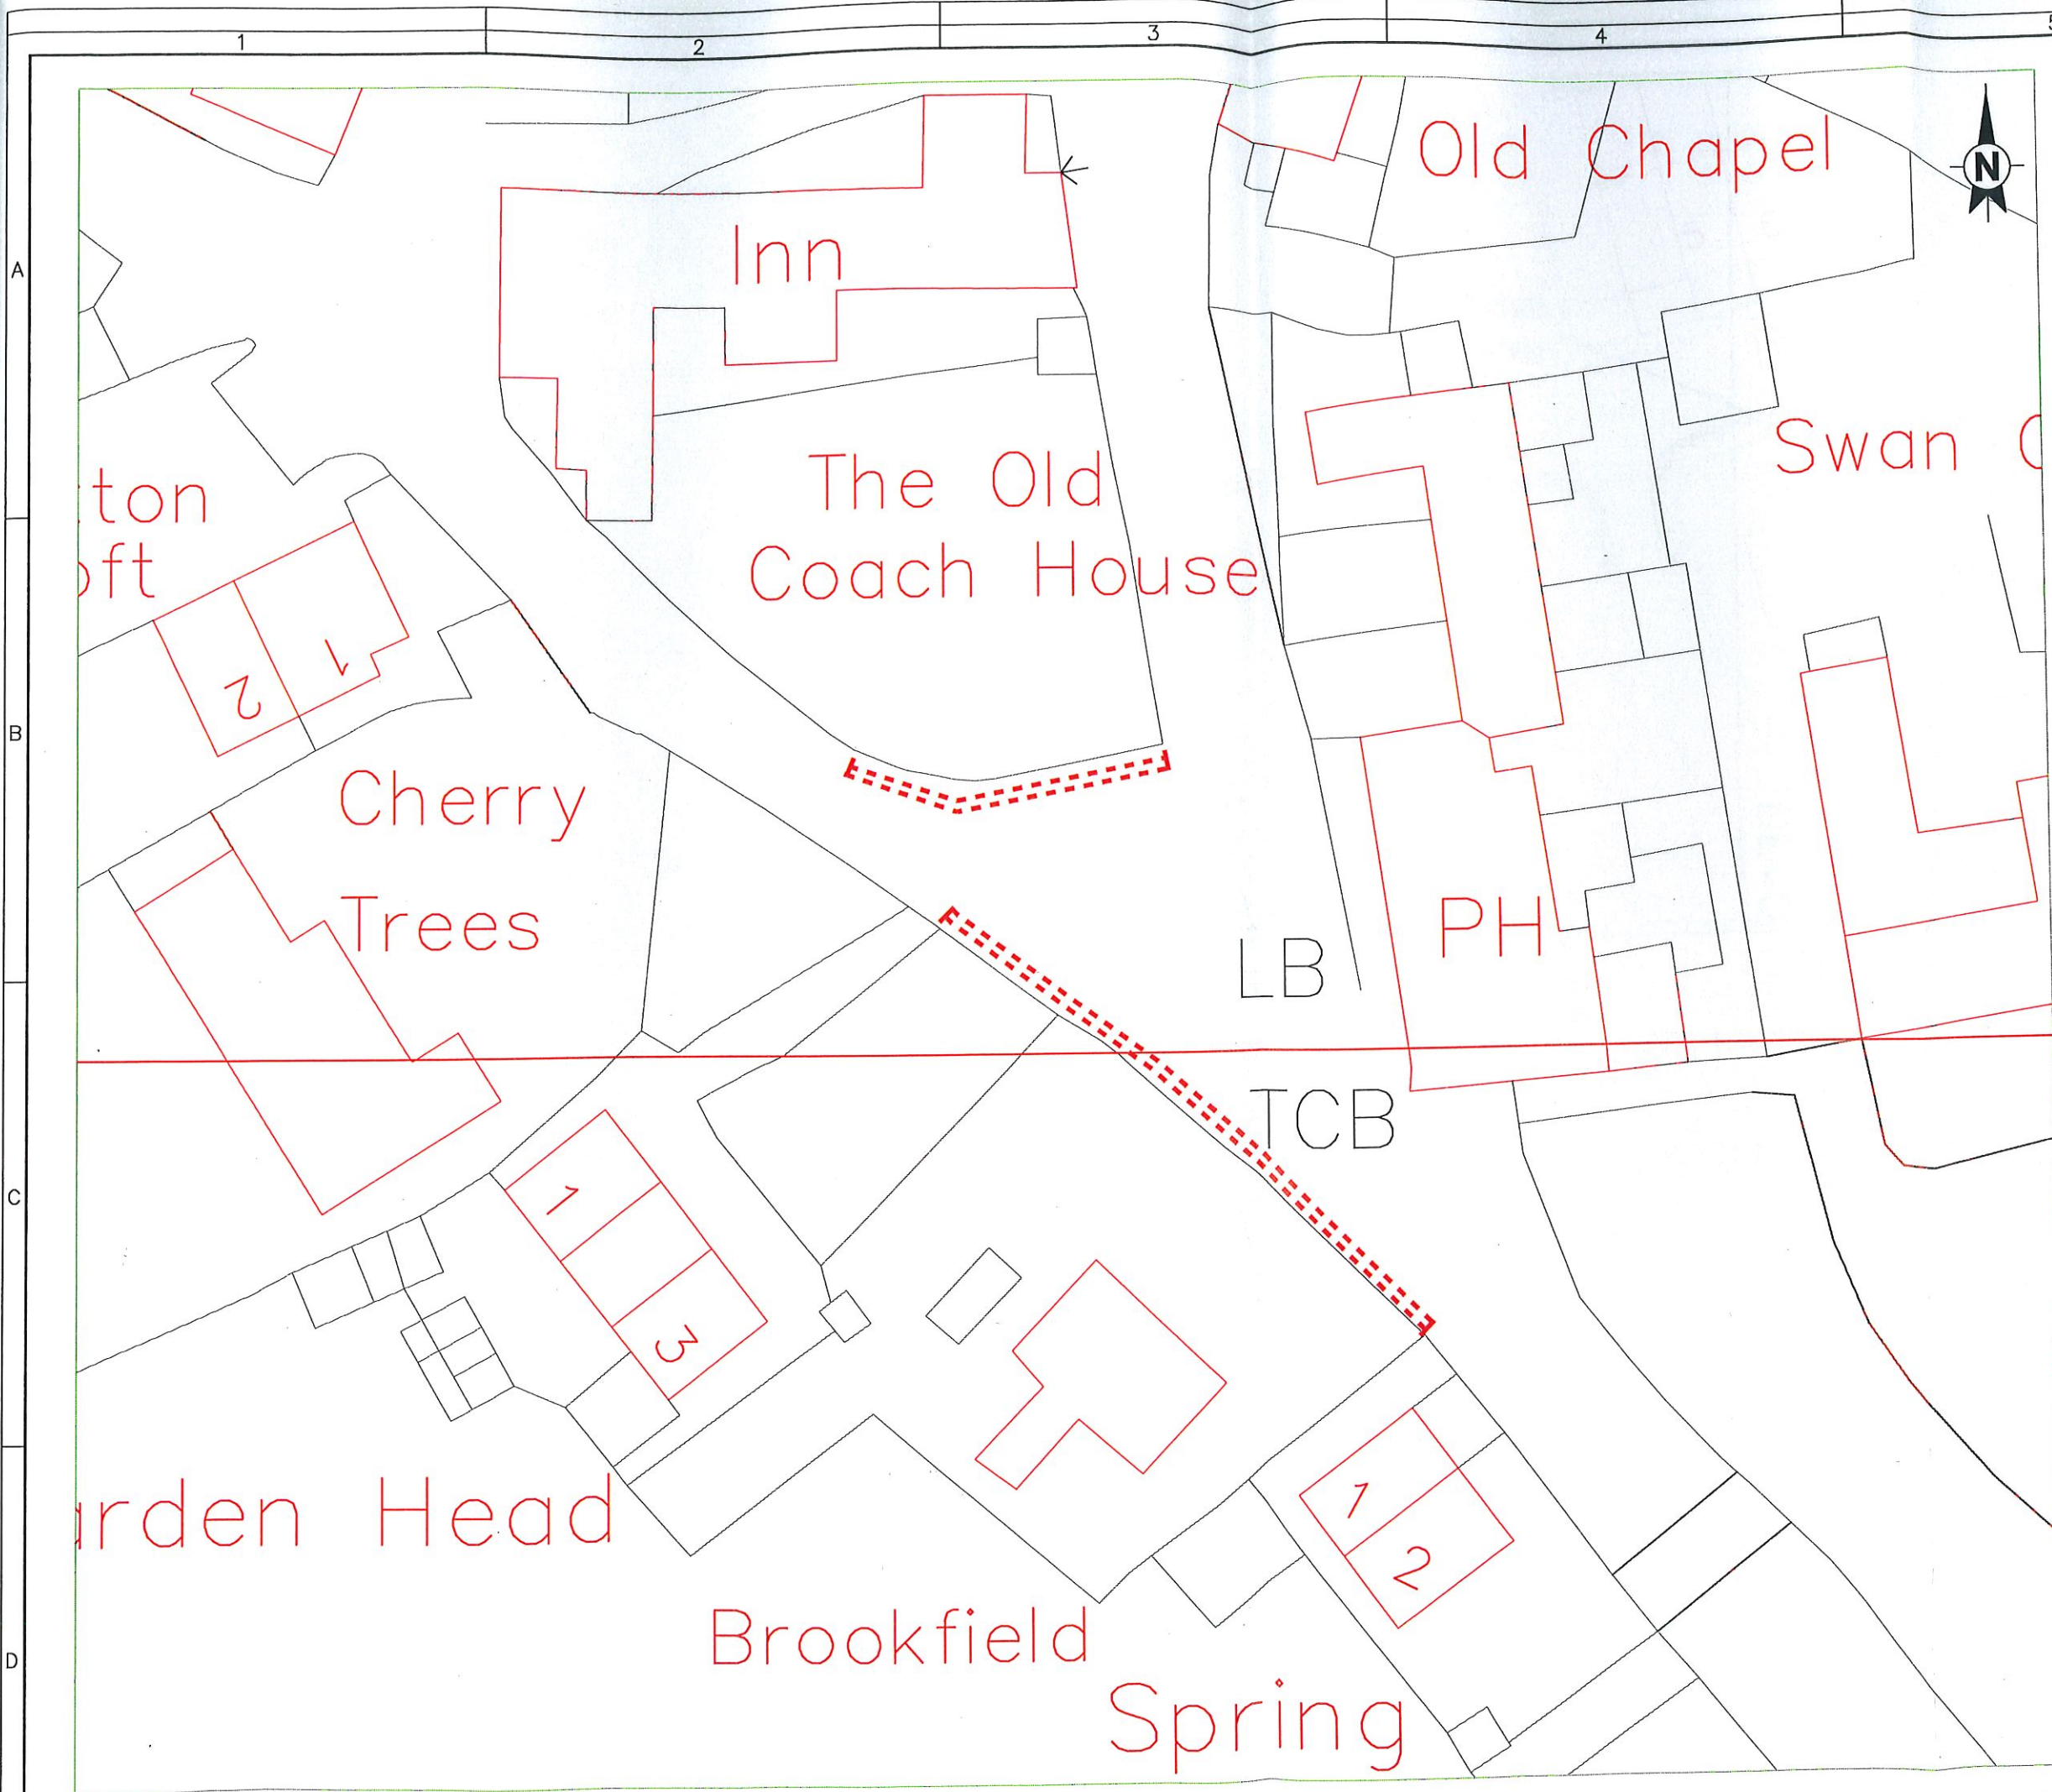 1 2 3 4
A
B
C
D
N
Inn
Old Chapel
The Old
Coach House
Swan
ton
oft
1
2
Cherry
Trees
LB
PH
TCB
1
3
1
2
rden Head
Brookfield
Spring